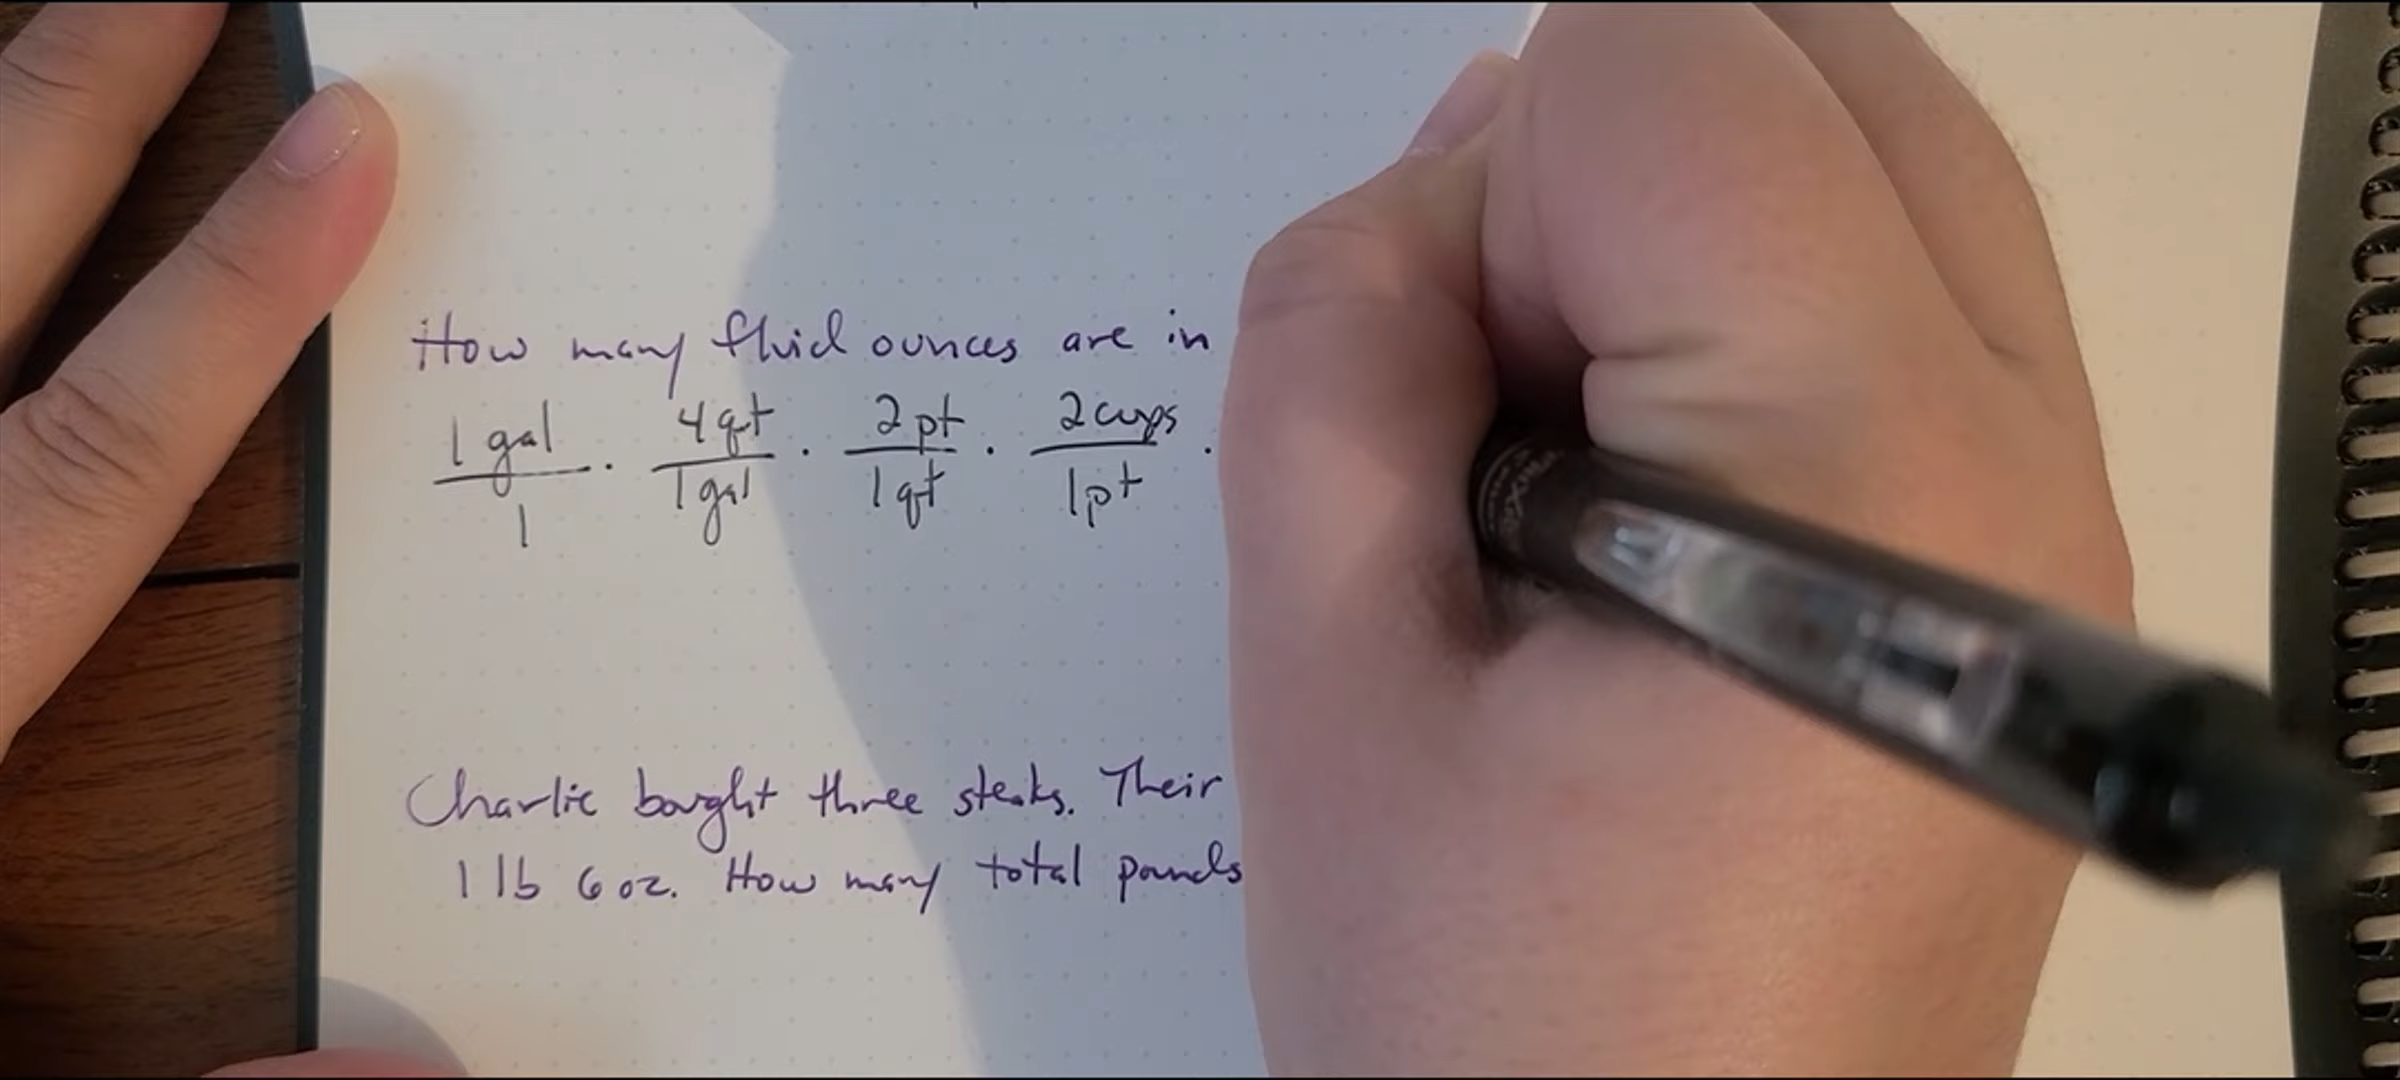 How many fluid ounces are in
1 gal / 1 · 4 qt / 1 gal · 2 pt / 1 qt · 2 cups / 1 pt ·
Charlie bought three steaks. Their
1 lb 6 oz. How many total pounds